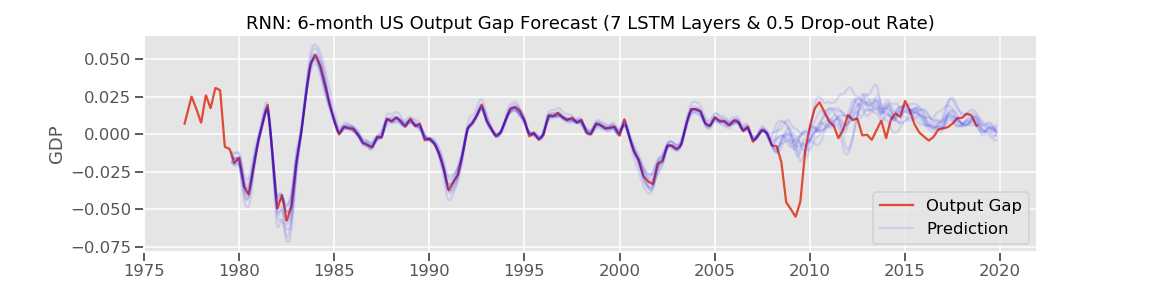 RNN: 6-month US Output Gap Forecast (7 LSTM Layers & 0.5 Drop-out Rate)
GDP
0.050
0.025
0.000
−0.025
−0.050
−0.075
Output Gap
Prediction
1975 1980 1985 1990 1995 2000 2005 2010 2015 2020